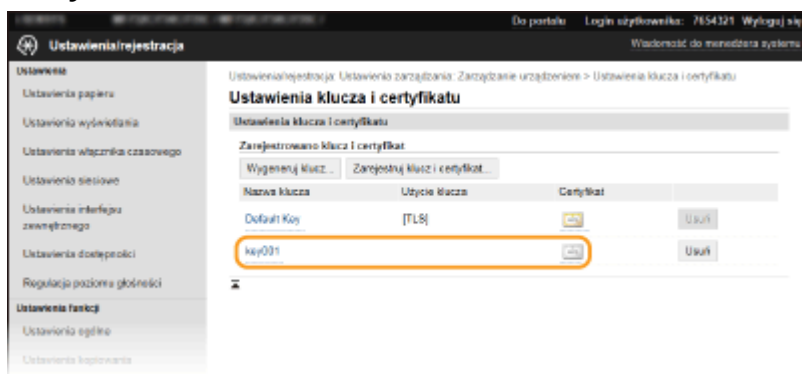 Do portalu Login użytkownika: 7654321 Wyloguj się
Ustawienia/rejestracja
Wiadomość do menedżera systemu
Ustawienia
Ustawienia papieru
Ustawienia wyświetlania
Ustawienia włącznika czasowego
Ustawienia sieciowe
Ustawienia interfejsu
zewnętrznego
Ustawienia dostępności
Regulacja poziomu głośności
Ustawienia funkcji
Ustawienia ogólne
Ustawienia kopiowania
Ustawienia/rejestracja: Ustawienia zarządzania: Zarządzanie urządzeniem > Ustawienia klucza i certyfikatu
Ustawienia klucza i certyfikatu
Ustawienia klucza i certyfikatu
Zarejestrowano klucz i certyfikat
Wygeneruj klucz... Zarejestruj klucz i certyfikat...
Nazwa klucza Użycie klucza Certyfikat
Default Key [TLS] Usuń
key001 Usuń